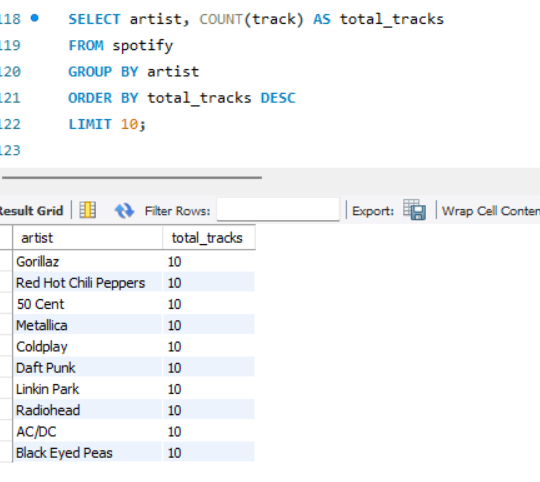 118 SELECT artist, COUNT(track) AS total_tracks
119 FROM spotify
120 GROUP BY artist
121 ORDER BY total_tracks DESC
122 LIMIT 10;
123
Result Grid Filter Rows: Export: Wrap Cell Conten
artist total_tracks
Gorillaz 10
Red Hot Chili Peppers 10
50 Cent 10
Metallica 10
Coldplay 10
Daft Punk 10
Linkin Park 10
Radiohead 10
AC/DC 10
Black Eyed Peas 10